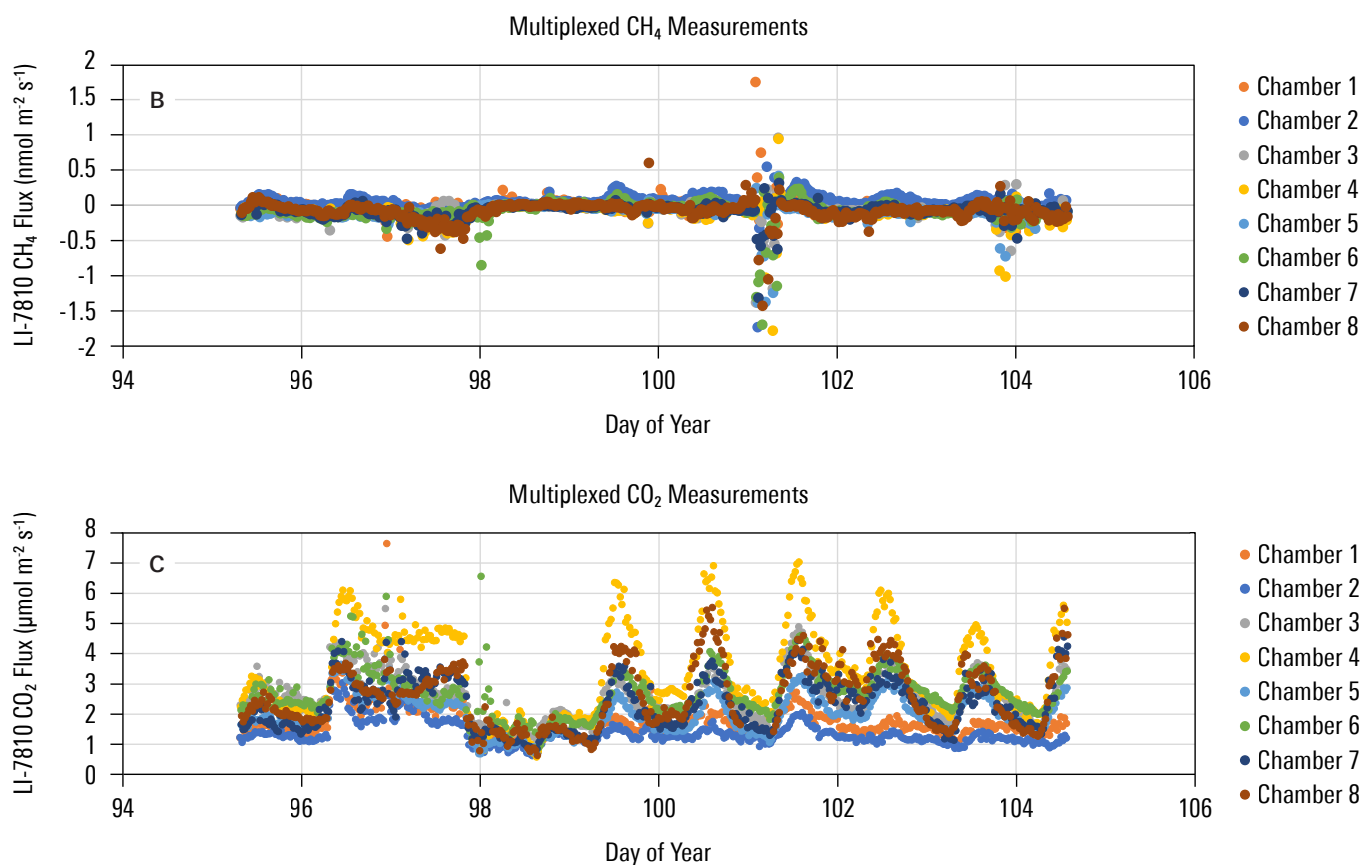 Multiplexed CH₄ Measurements
LI-7810 CH₄ Flux (nmol m⁻² s⁻¹)
2
1.5
1
0.5
0
-0.5
-1
-1.5
-2
B
94 96 98 100 102 104 106
Day of Year
Chamber 1
Chamber 2
Chamber 3
Chamber 4
Chamber 5
Chamber 6
Chamber 7
Chamber 8
Multiplexed CO₂ Measurements
LI-7810 CO₂ Flux (µmol m⁻² s⁻¹)
8
7
6
5
4
3
2
1
0
C
94 96 98 100 102 104 106
Day of Year
Chamber 1
Chamber 2
Chamber 3
Chamber 4
Chamber 5
Chamber 6
Chamber 7
Chamber 8